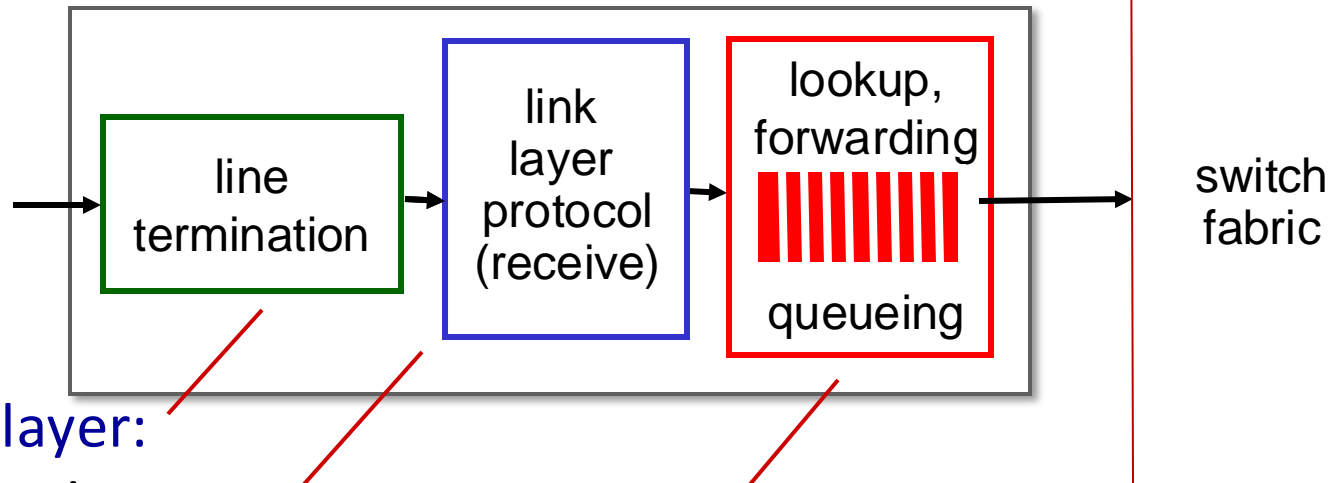 line
termination
link
layer
protocol
(receive)
lookup,
forwarding
queueing
switch
fabric
layer: